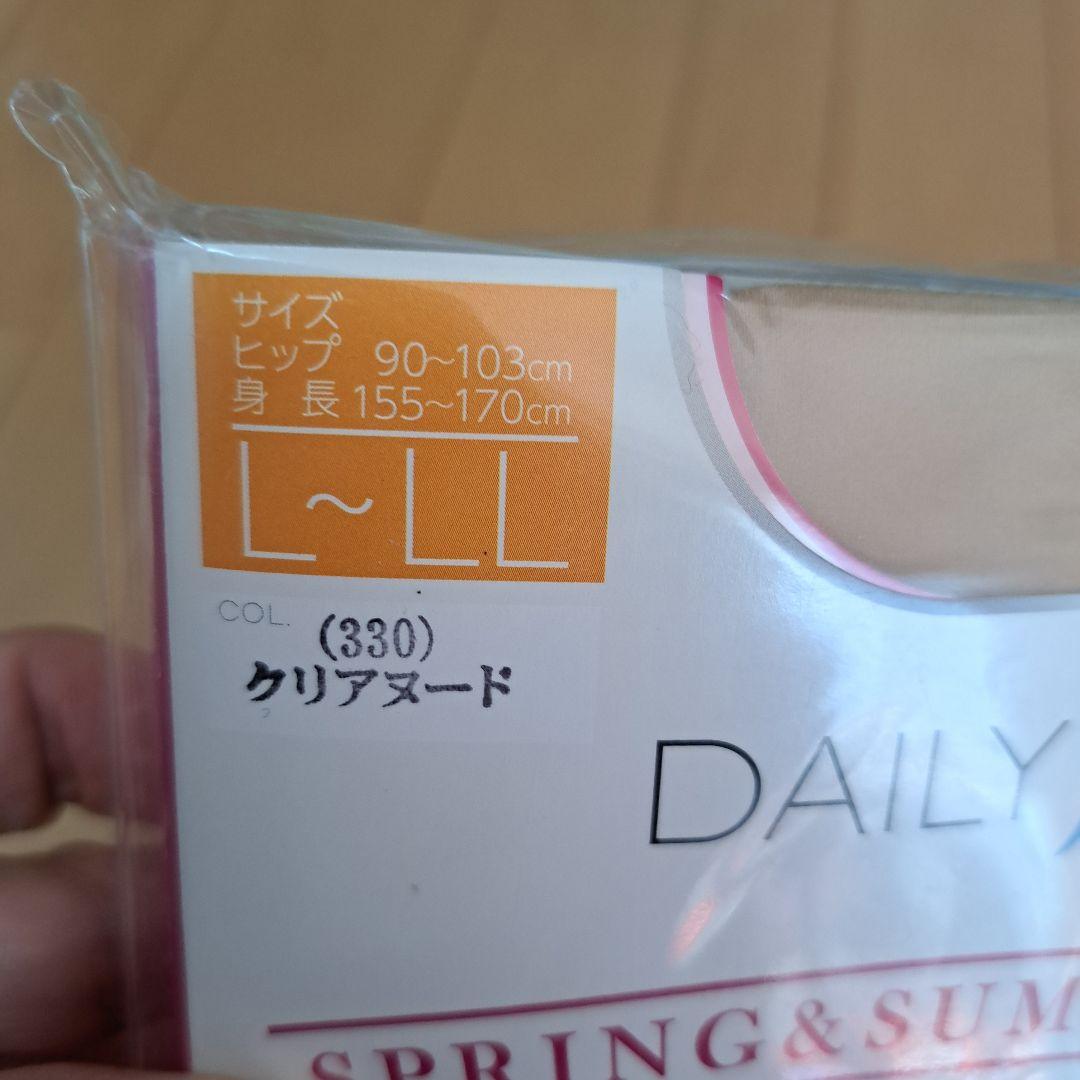 サイズ
ヒップ 90～103cm
身長 155～170cm
L～LL
COL. (330)
クリアヌード
DAILY
SPRING&SUM